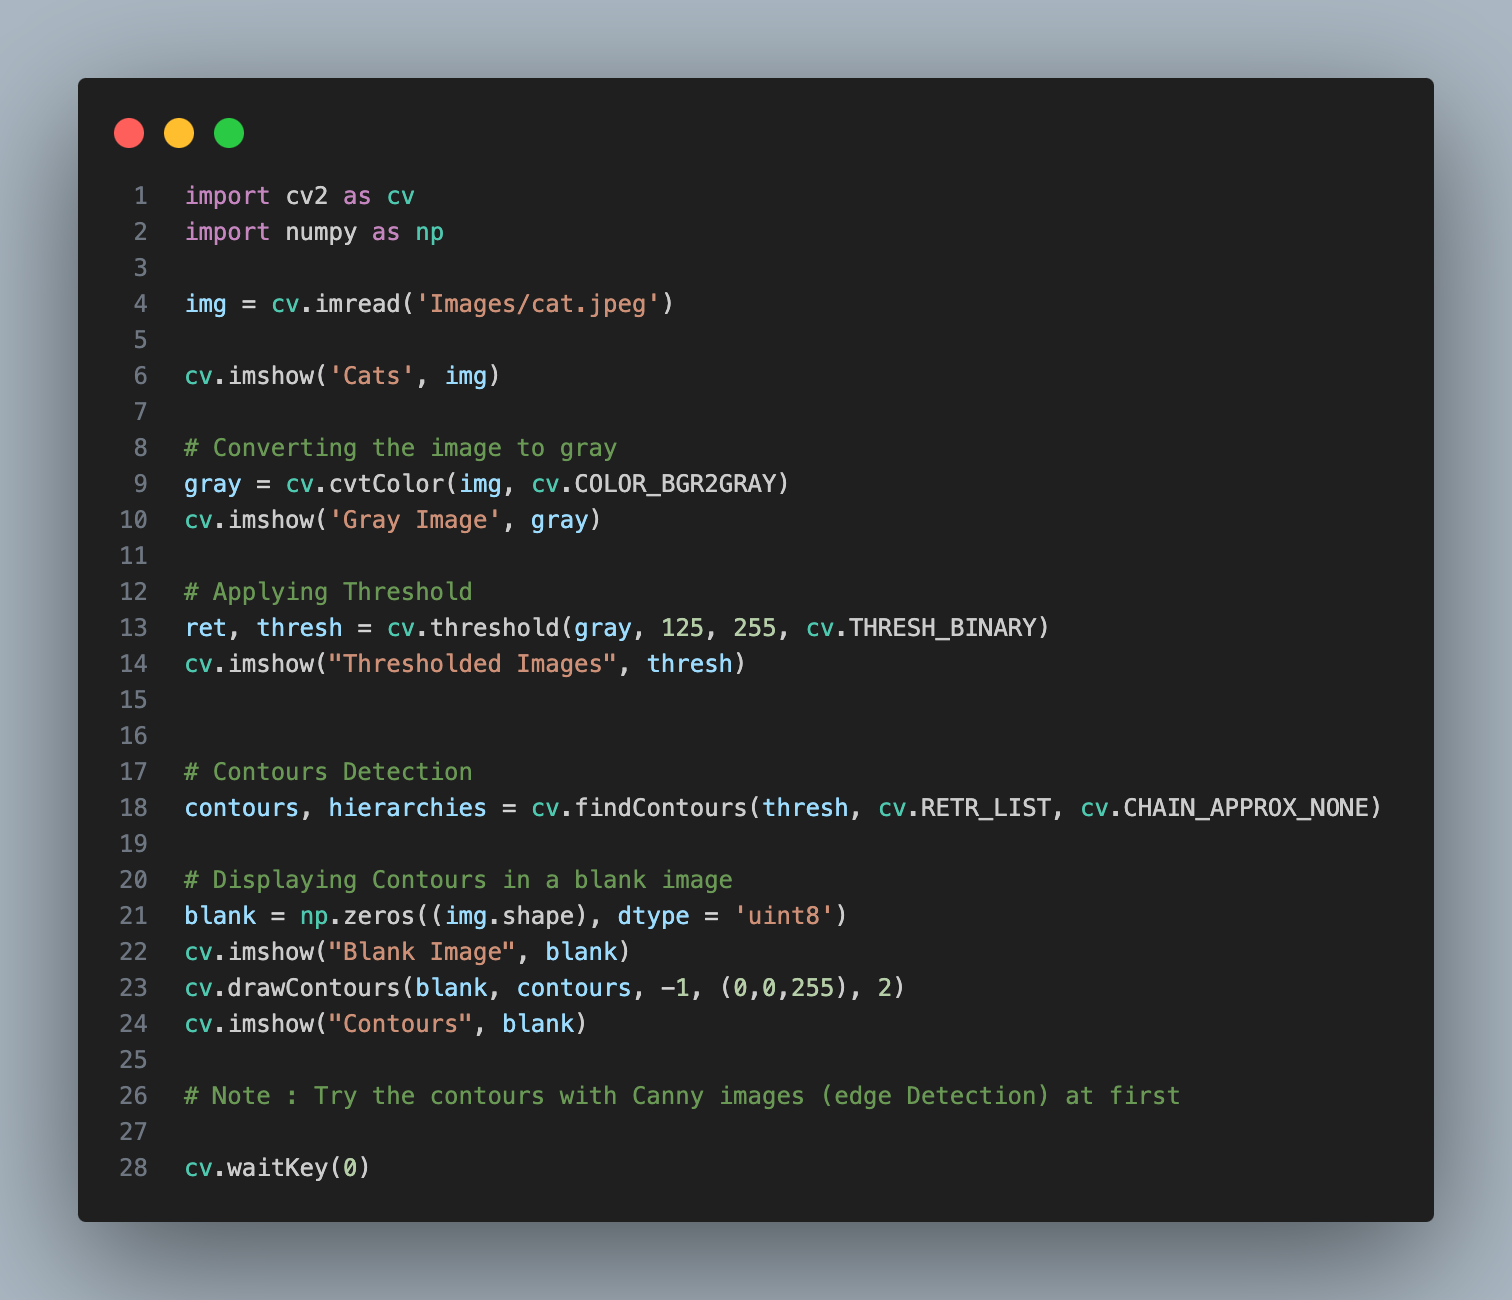 1 import cv2 as cv
2 import numpy as np
3
4 img = cv.imread('Images/cat.jpeg')
5
6 cv.imshow('Cats', img)
7
8 # Converting the image to gray
9 gray = cv.cvtColor(img, cv.COLOR_BGR2GRAY)
10 cv.imshow('Gray Image', gray)
11
12 # Applying Threshold
13 ret, thresh = cv.threshold(gray, 125, 255, cv.THRESH_BINARY)
14 cv.imshow("Thresholded Images", thresh)
15
16
17 # Contours Detection
18 contours, hierarchies = cv.findContours(thresh, cv.RETR_LIST, cv.CHAIN_APPROX_NONE)
19
20 # Displaying Contours in a blank image
21 blank = np.zeros((img.shape), dtype = 'uint8')
22 cv.imshow("Blank Image", blank)
23 cv.drawContours(blank, contours, -1, (0,0,255), 2)
24 cv.imshow("Contours", blank)
25
26 # Note : Try the contours with Canny images (edge Detection) at first
27
28 cv.waitKey(0)